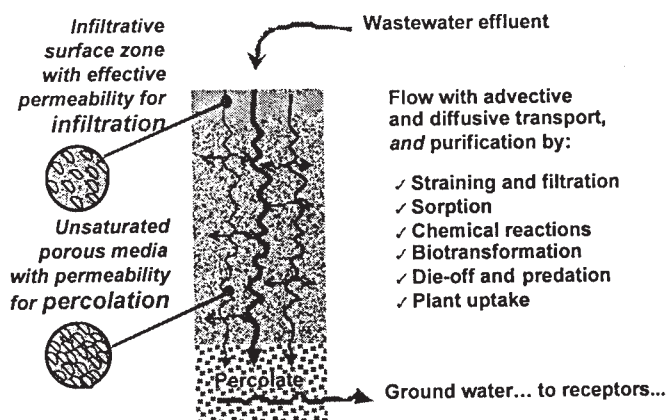 Infiltrative
surface zone
with effective
permeability for
infiltration
Unsaturated
porous media
with permeability
for percolation
Wastewater effluent
Flow with advective
and diffusive transport,
and purification by:
✓ Straining and filtration
✓ Sorption
✓ Chemical reactions
✓ Biotransformation
✓ Die-off and predation
✓ Plant uptake
Percolate
Ground water... to receptors...